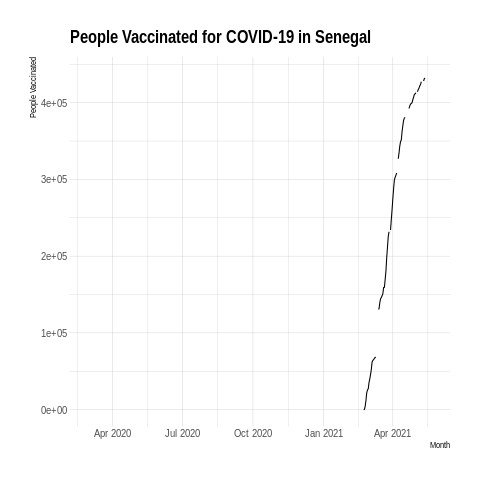 People Vaccinated for COVID-19 in Senegal
People Vaccinated
4e+05
3e+05
2e+05
1e+05
0e+00
Apr 2020 Jul 2020 Oct 2020 Jan 2021 Apr 2021
Month